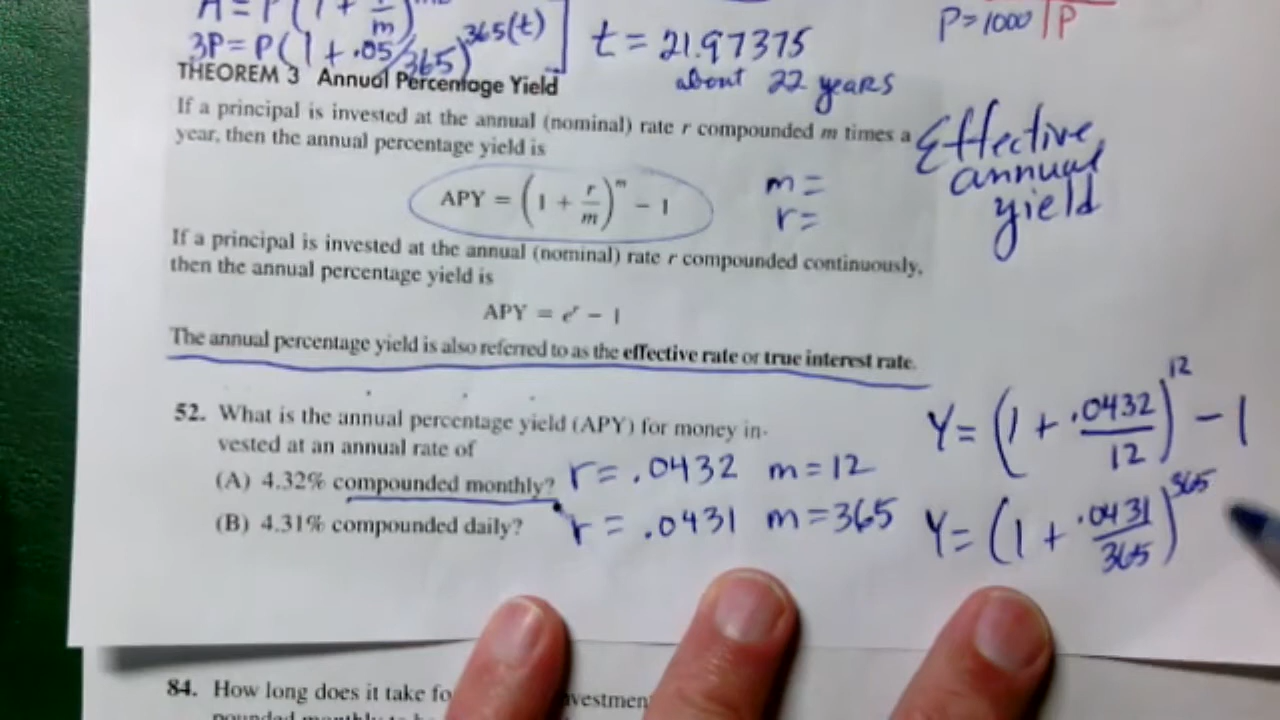 A = P(1 + r/m)
3P = P(1 + .05/365)^365(t)
t = 21.97375
about 22 years
P = 1000 | P
THEOREM 3 Annual Percentage Yield
If a principal is invested at the annual (nominal) rate r compounded m times a
year, then the annual percentage yield is
Effective
annual
yield
APY = (1 + r/m)^m − 1
m =
r =
If a principal is invested at the annual (nominal) rate r compounded continuously,
then the annual percentage yield is
APY = e^r − 1
The annual percentage yield is also referred to as the effective rate or true interest rate.
52. What is the annual percentage yield (APY) for money in-
vested at an annual rate of
(A) 4.32% compounded monthly?
r = .0432 m = 12
Y = (1 + .0432/12)^12 − 1
(B) 4.31% compounded daily?
r = .0431 m = 365
Y = (1 + .0431/365)^365
84. How long does it take